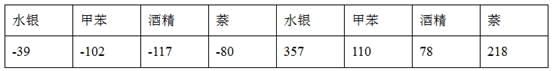 水银 甲苯 酒精 萘 水银 甲苯 酒精 萘
-39 -102 -117 -80 357 110 78 218